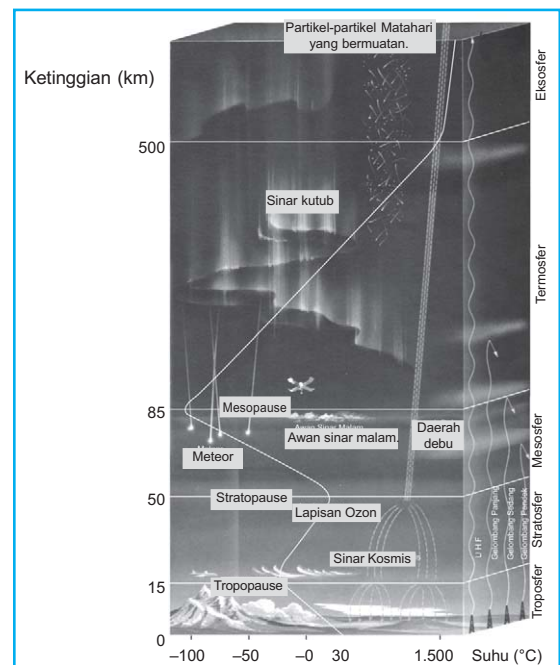 Partikel-partikel Matahari
yang bermuatan.
Ketinggian (km)
Eksosfer
500
Sinar kutub
Termosfer
85
Mesopause
Awan Sinar Malam
Awan sinar malam.
Daerah
debu
Meteor
Mesosfer
50
Stratopause
Lapisan Ozon
Stratosfer
Sinar Kosmis
U H F
Gelombang Panjang
Gelombang Sedang
Gelombang Pendek
15
Tropopause
Troposfer
0
–100 –50 –0 30 1.500 Suhu (°C)